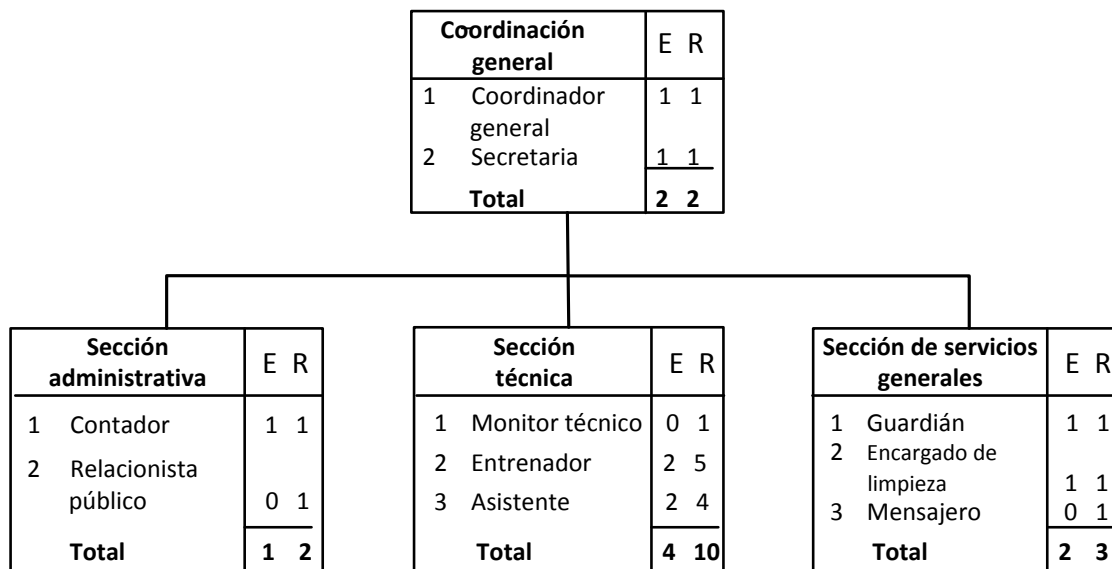 Coordinación general E R
1 Coordinador general 1 1
2 Secretaria 1 1
Total 2 2
Sección administrativa E R
1 Contador 1 1
2 Relacionista público 0 1
Total 1 2
Sección técnica E R
1 Monitor técnico 0 1
2 Entrenador 2 5
3 Asistente 2 4
Total 4 10
Sección de servicios generales E R
1 Guardián 1 1
2 Encargado de limpieza 1 1
3 Mensajero 0 1
Total 2 3